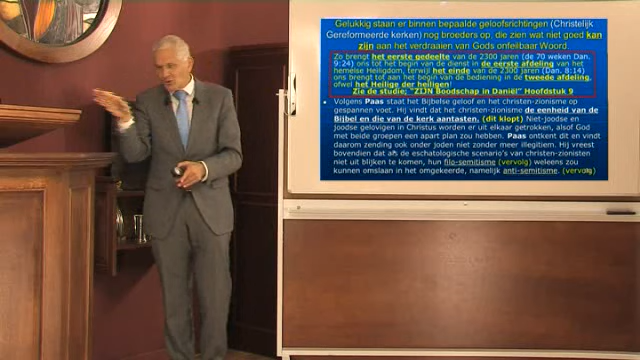 Gelukkig staan er binnen bepaalde geloofsrichtingen (Christelijk
Gereformeerde kerken) nog broeders op, die zien wat niet goed kan
zijn aan het verdraaien van Gods onfeilbaar Woord.
Zo brengt het eerste gedeelte van de 2300 jaren (de 70 weken Dan.
9:24) ons tot het begin van de dienst in de eerste afdeling van het
hemelse Heiligdom, terwijl het einde van de 2300 jaren (Dan. 8:14)
ons brengt tot aan het begin van de bediening in de tweede afdeling,
ofwel het Heilige der heiligen!
Zie de studie; "ZIJN Boodschap in Daniël" Hoofdstuk 9
• Volgens Paas staat het Bijbelse geloof en het christen-zionisme op
gespannen voet. Hij vindt dat het christen-zionisme de eenheid van de
Bijbel en die van de kerk aantasten. (dit klopt) Niet-joodse en
joodse gelovigen in Christus worden er uit elkaar getrokken, alsof God
met beide groepen een apart plan zou hebben. Paas ontkent dit en vindt
daarom zending ook onder joden niet zonder meer illegitiem. Hij vreest
bovendien dat als de eschatologische scenario's van christen-zionisten
niet uit blijken te komen, hun filo-semitisme (vervolg) weleens zou
kunnen omslaan in het omgekeerde, namelijk anti-semitisme. (vervolg)